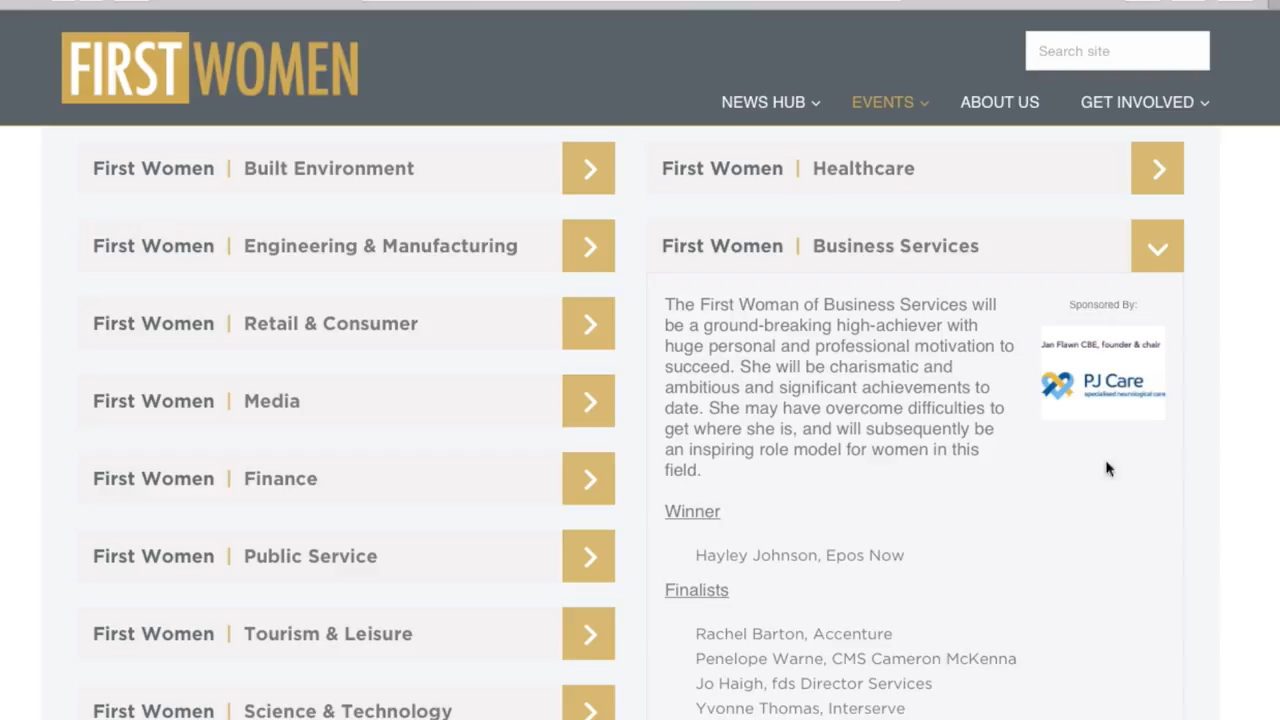 FIRST WOMEN
Search site
NEWS HUB
EVENTS
ABOUT US
GET INVOLVED
First Women | Built Environment
First Women | Engineering & Manufacturing
First Women | Retail & Consumer
First Women | Media
First Women | Finance
First Women | Public Service
First Women | Tourism & Leisure
First Women | Science & Technology
First Women | Healthcare
First Women | Business Services
The First Woman of Business Services will
be a ground-breaking high-achiever with
huge personal and professional motivation to
succeed. She will be charismatic and
ambitious and significant achievements to
date. She may have overcome difficulties to
get where she is, and will subsequently be
an inspiring role model for women in this
field.
Sponsored By:
Jan Flawn CBE, founder & chair
PJ Care
specialised neurological care
Winner
Hayley Johnson, Epos Now
Finalists
Rachel Barton, Accenture
Penelope Warne, CMS Cameron McKenna
Jo Haigh, fds Director Services
Yvonne Thomas, Interserve